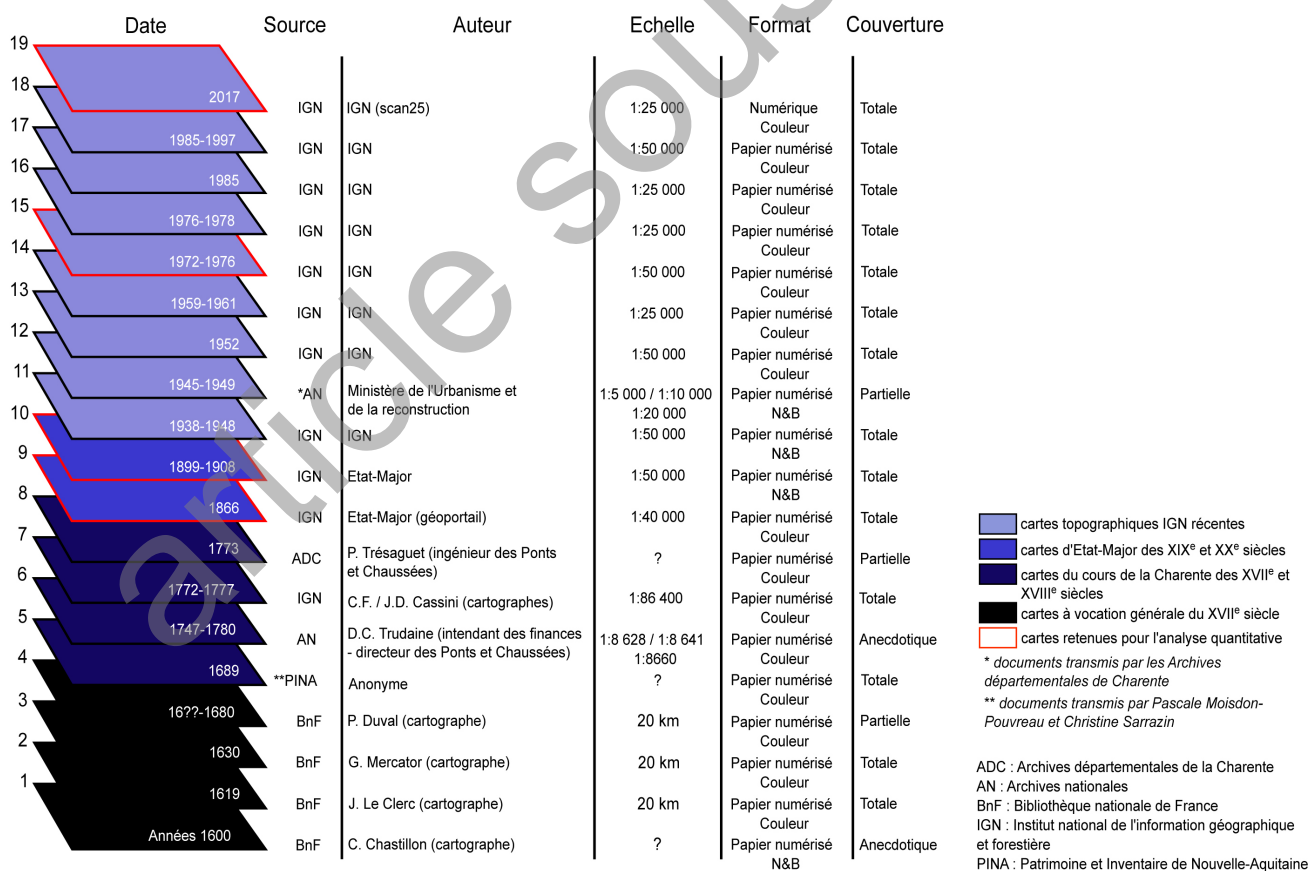 Date Source Auteur Echelle Format Couverture
19
2017 IGN IGN (scan25) 1:25 000 Numérique Totale
Couleur
18
1985-1997 IGN IGN 1:50 000 Papier numérisé Totale
Couleur
17
1985 IGN IGN 1:25 000 Papier numérisé Totale
Couleur
16
1976-1978 IGN IGN 1:25 000 Papier numérisé Totale
Couleur
15
1972-1976 IGN IGN 1:50 000 Papier numérisé Totale
Couleur
14
1959-1961 IGN IGN 1:25 000 Papier numérisé Totale
Couleur
13
1952 IGN IGN 1:50 000 Papier numérisé Totale
Couleur
12
1945-1949 *AN Ministère de l'Urbanisme et 1:5 000 / 1:10 000 Papier numérisé Partielle
de la reconstruction 1:20 000 N&B
11
1938-1948 IGN IGN 1:50 000 Papier numérisé Totale
N&B
10
1899-1908 IGN Etat-Major 1:50 000 Papier numérisé Totale
N&B
9
1866 IGN Etat-Major (géoportail) 1:40 000 Papier numérisé Totale
Couleur
8
1773 ADC P. Trésaguet (ingénieur des Ponts ? Papier numérisé Partielle
et Chaussées) Couleur
7
1772-1777 IGN C.F. / J.D. Cassini (cartographes) 1:86 400 Papier numérisé Totale
Couleur
6
1747-1780 AN D.C. Trudaine (intendant des finances 1:8 628 / 1:8 641 Papier numérisé Anecdotique
- directeur des Ponts et Chaussées) 1:8660 Couleur
5
1689 **PINA Anonyme ? Papier numérisé Totale
Couleur
4
16??-1680 BnF P. Duval (cartographe) 20 km Papier numérisé Partielle
Couleur
3
1630 BnF G. Mercator (cartographe) 20 km Papier numérisé Totale
Couleur
2
1619 BnF J. Le Clerc (cartographe) 20 km Papier numérisé Totale
Couleur
1
Années 1600 BnF C. Chastillon (cartographe) ? Papier numérisé Anecdotique
N&B
cartes topographiques IGN récentes
cartes d'Etat-Major des XIXe et XXe siècles
cartes du cours de la Charente des XVIIe et
XVIIIe siècles
cartes à vocation générale du XVIIe siècle
cartes retenues pour l'analyse quantitative
* documents transmis par les Archives
départementales de Charente
** documents transmis par Pascale Moisdon-
Pouvreau et Christine Sarrazin
ADC : Archives départementales de la Charente
AN : Archives nationales
BnF : Bibliothèque nationale de France
IGN : Institut national de l'information géographique
et forestière
PINA : Patrimoine et Inventaire de Nouvelle-Aquitaine
article sous